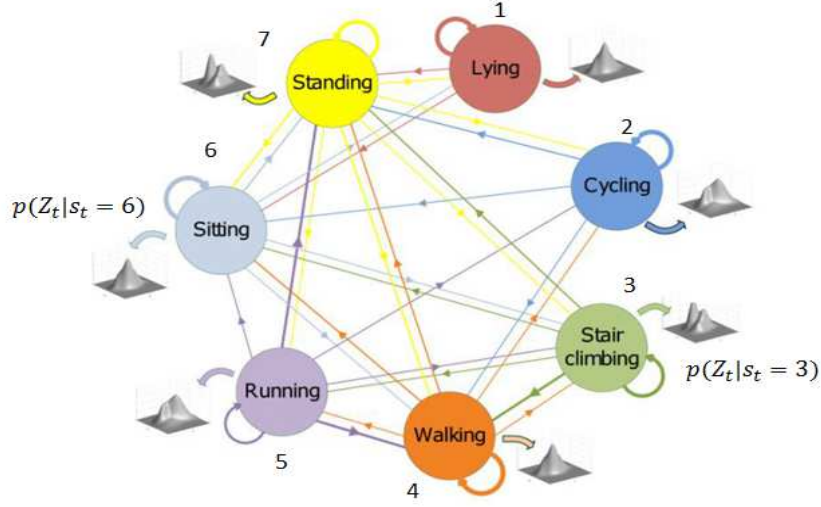 7
1
Standing
Lying
2
6
Cycling
p(Z_t|s_t = 6)
Sitting
3
Stair
climbing
p(Z_t|s_t = 3)
Running
Walking
5
4